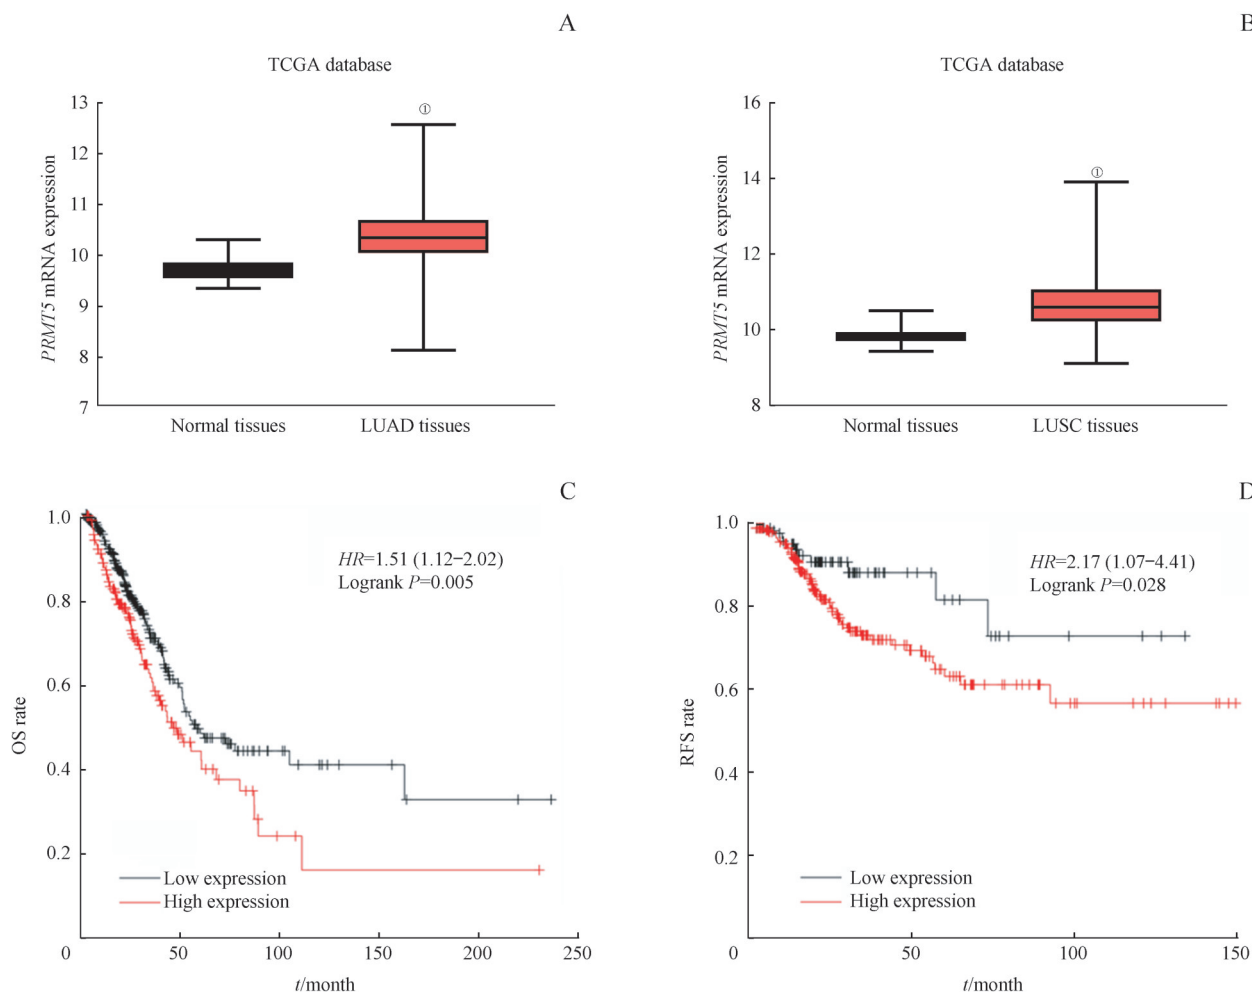 A
TCGA database
PRMT5 mRNA expression
13
12
11
10
9
8
7
①
Normal tissues
LUAD tissues
B
TCGA database
PRMT5 mRNA expression
16
14
12
10
8
①
Normal tissues
LUSC tissues
C
OS rate
1.0
0.8
0.6
0.4
0.2
HR=1.51 (1.12−2.02)
Logrank P=0.005
Low expression
High expression
0
50
100
150
200
250
t/month
D
RFS rate
1.0
0.8
0.6
0.4
0.2
HR=2.17 (1.07−4.41)
Logrank P=0.028
Low expression
High expression
0
50
100
150
t/month